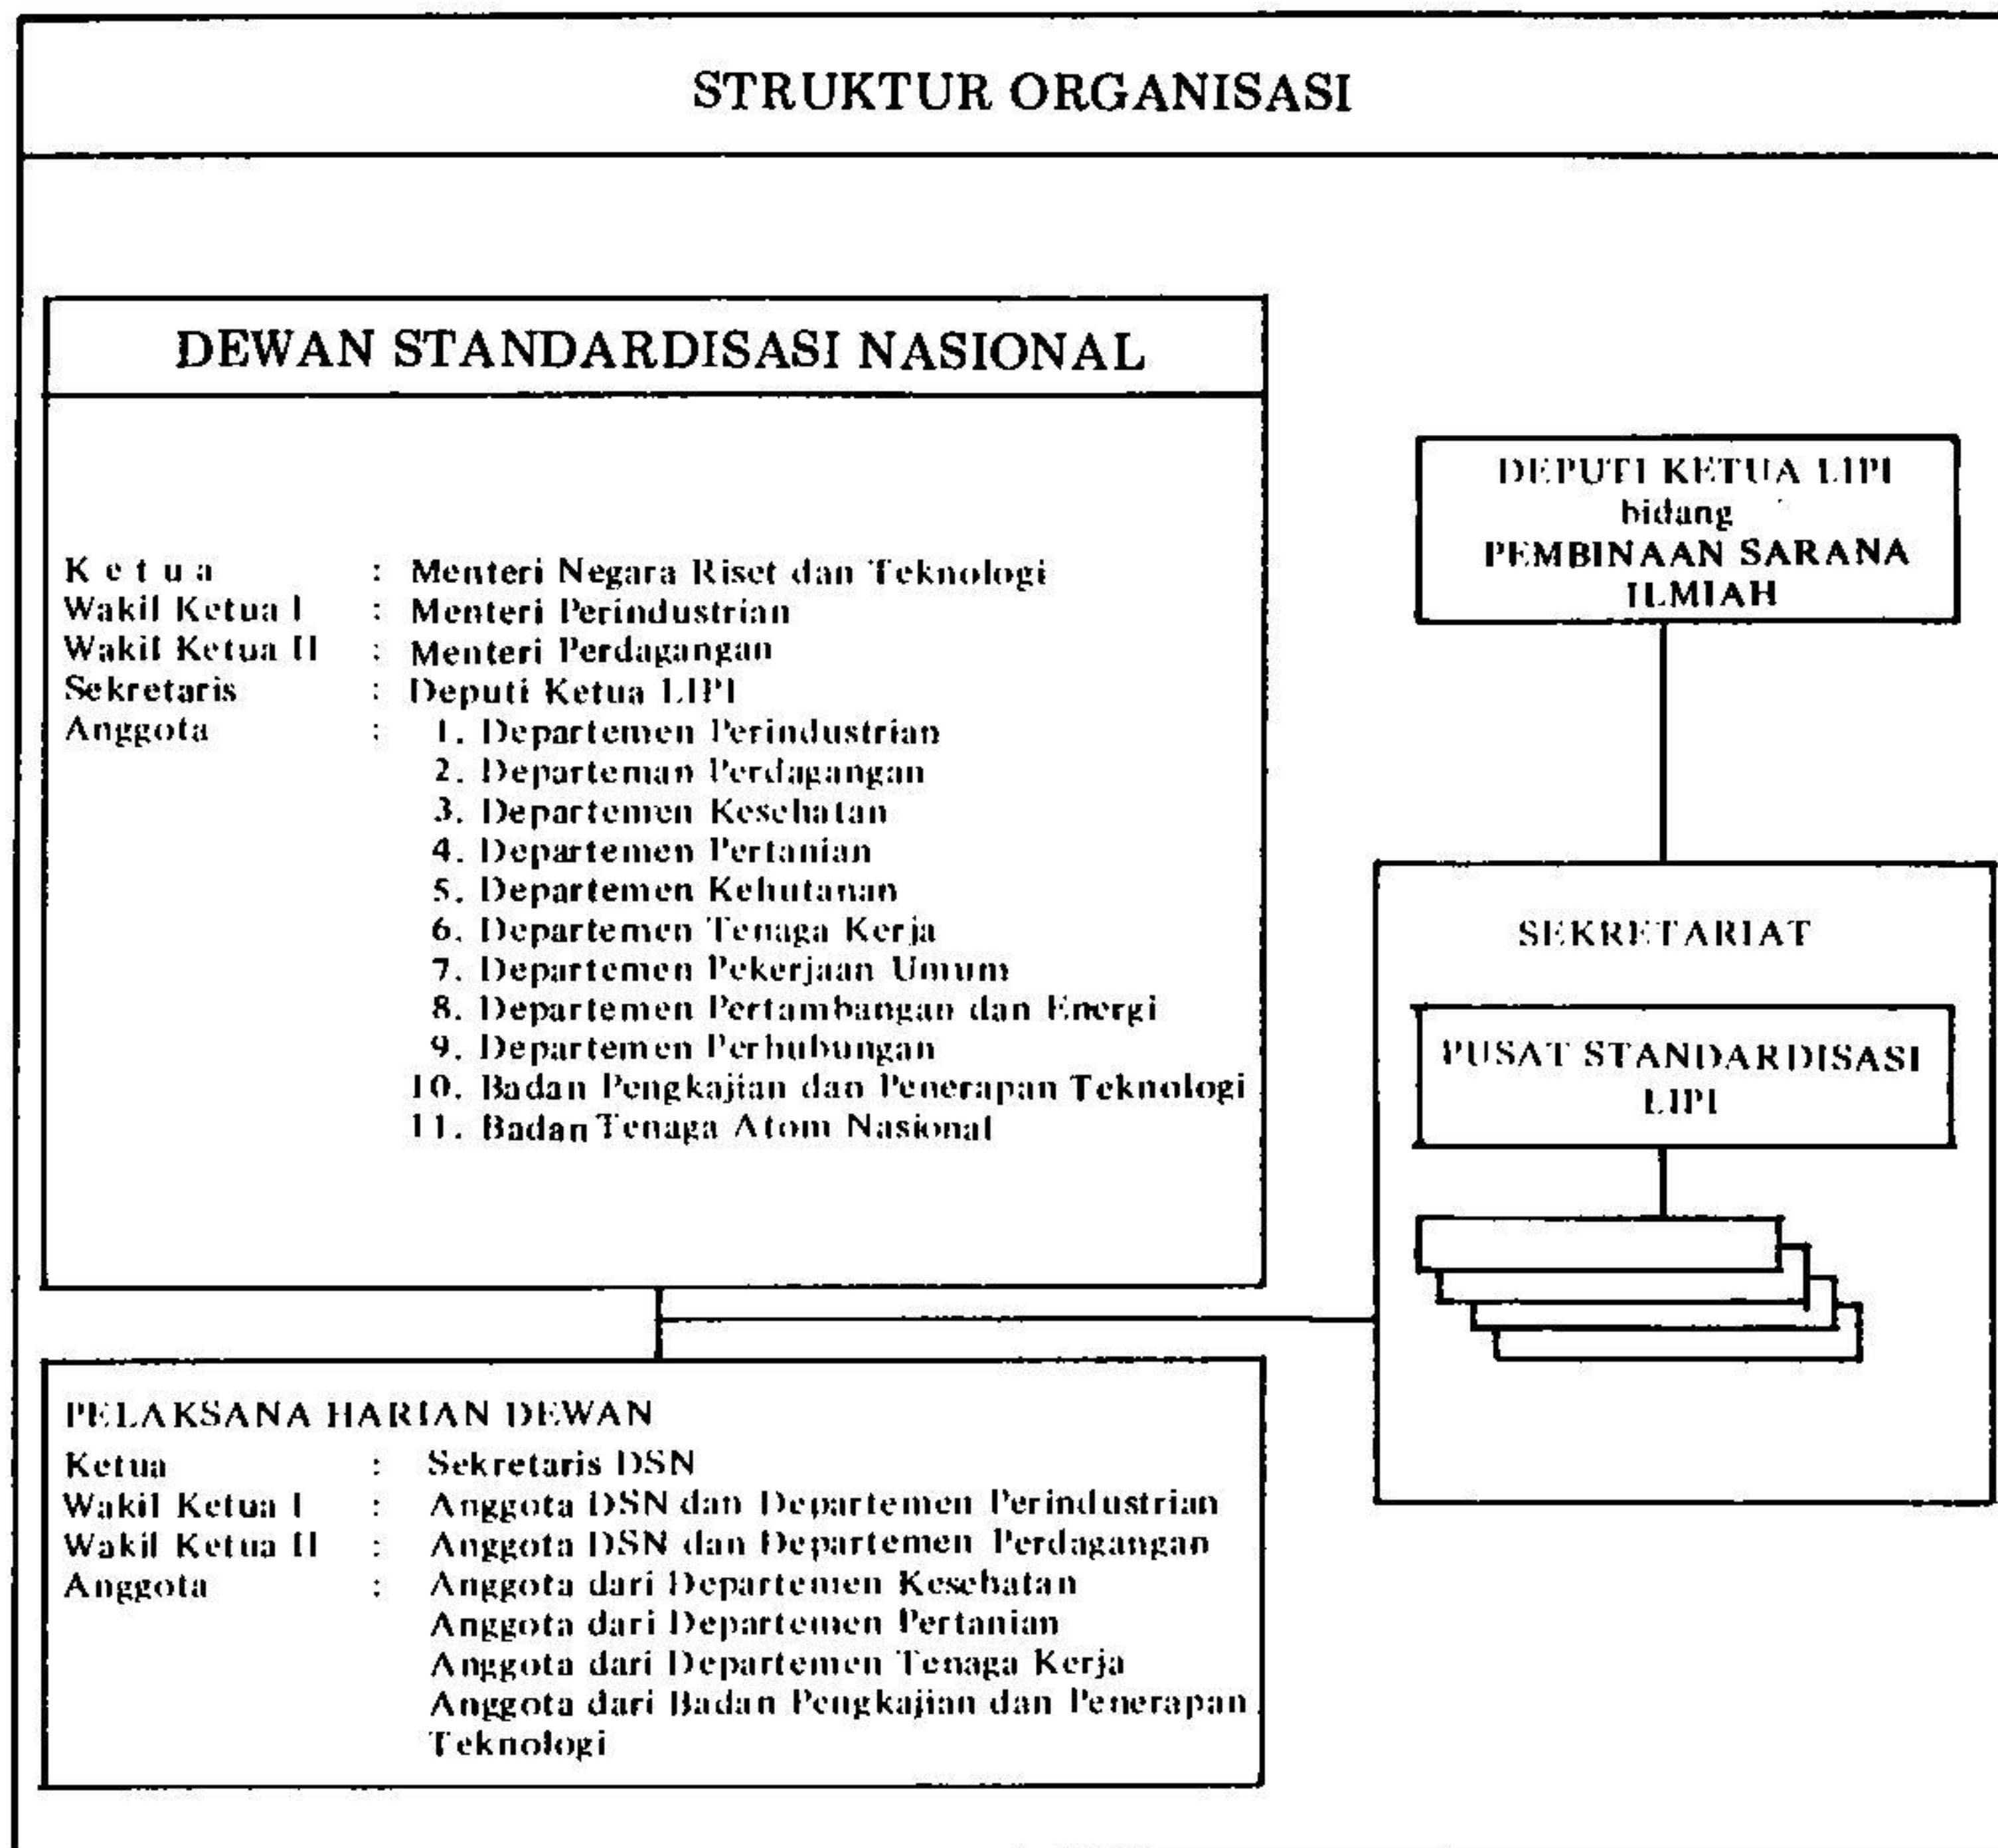 STRUKTUR ORGANISASI
DEWAN STANDARDISASI NASIONAL
K e t u a : Menteri Negara Riset dan Teknologi
Wakil Ketua I : Menteri Perindustrian
Wakil Ketua II : Menteri Perdagangan
Sekretaris : Deputi Ketua LIPI
Anggota : 1. Departemen Perindustrian
2. Departeman Perdagangan
3. Departemen Kesehatan
4. Departemen Pertanian
5. Departemen Kehutanan
6. Departemen Tenaga Kerja
7. Departemen Pekerjaan Umum
8. Departemen Pertambangan dan Energi
9. Departemen Perhubungan
10. Badan Pengkajian dan Penerapan Teknologi
11. Badan Tenaga Atom Nasional
DEPUTI KETUA LIPI
bidang
PEMBINAAN SARANA
ILMIAH
SEKRETARIAT
PUSAT STANDARDISASI
LIPI
PELAKSANA HARIAN DEWAN
Ketua : Sekretaris DSN
Wakil Ketua I : Anggota DSN dan Departemen Perindustrian
Wakil Ketua II : Anggota DSN dan Departemen Perdagangan
Anggota : Anggota dari Departemen Kesehatan
Anggota dari Departemen Pertanian
Anggota dari Departemen Tenaga Kerja
Anggota dari Badan Pengkajian dan Penerapan
Teknologi